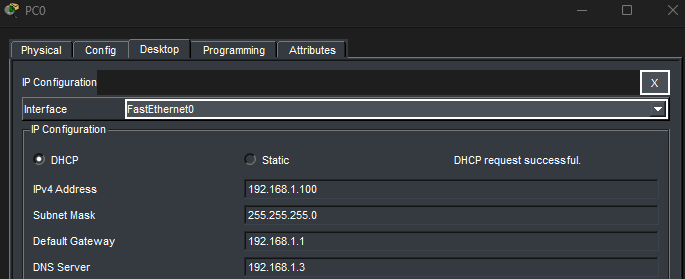 PC0
Physical Config Desktop Programming Attributes
IP Configuration X
Interface FastEthernet0
IP Configuration
DHCP Static DHCP request successful.
IPv4 Address 192.168.1.100
Subnet Mask 255.255.255.0
Default Gateway 192.168.1.1
DNS Server 192.168.1.3